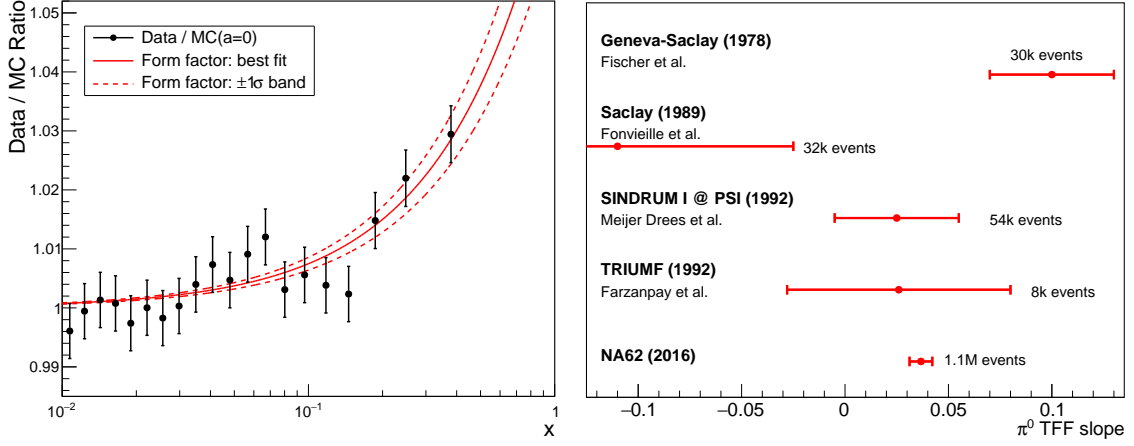 Data / MC Ratio
1.05
1.04
1.03
1.02
1.01
1
0.99
Data / MC(a=0)
Form factor: best fit
Form factor: ±1σ band
10⁻²
10⁻¹
1
x
Geneva-Saclay (1978)
Fischer et al.
30k events
Saclay (1989)
Fonvieille et al.
32k events
SINDRUM I @ PSI (1992)
Meijer Drees et al.
54k events
TRIUMF (1992)
Farzanpay et al.
8k events
NA62 (2016)
1.1M events
−0.1
−0.05
0
0.05
0.1
π⁰ TFF slope